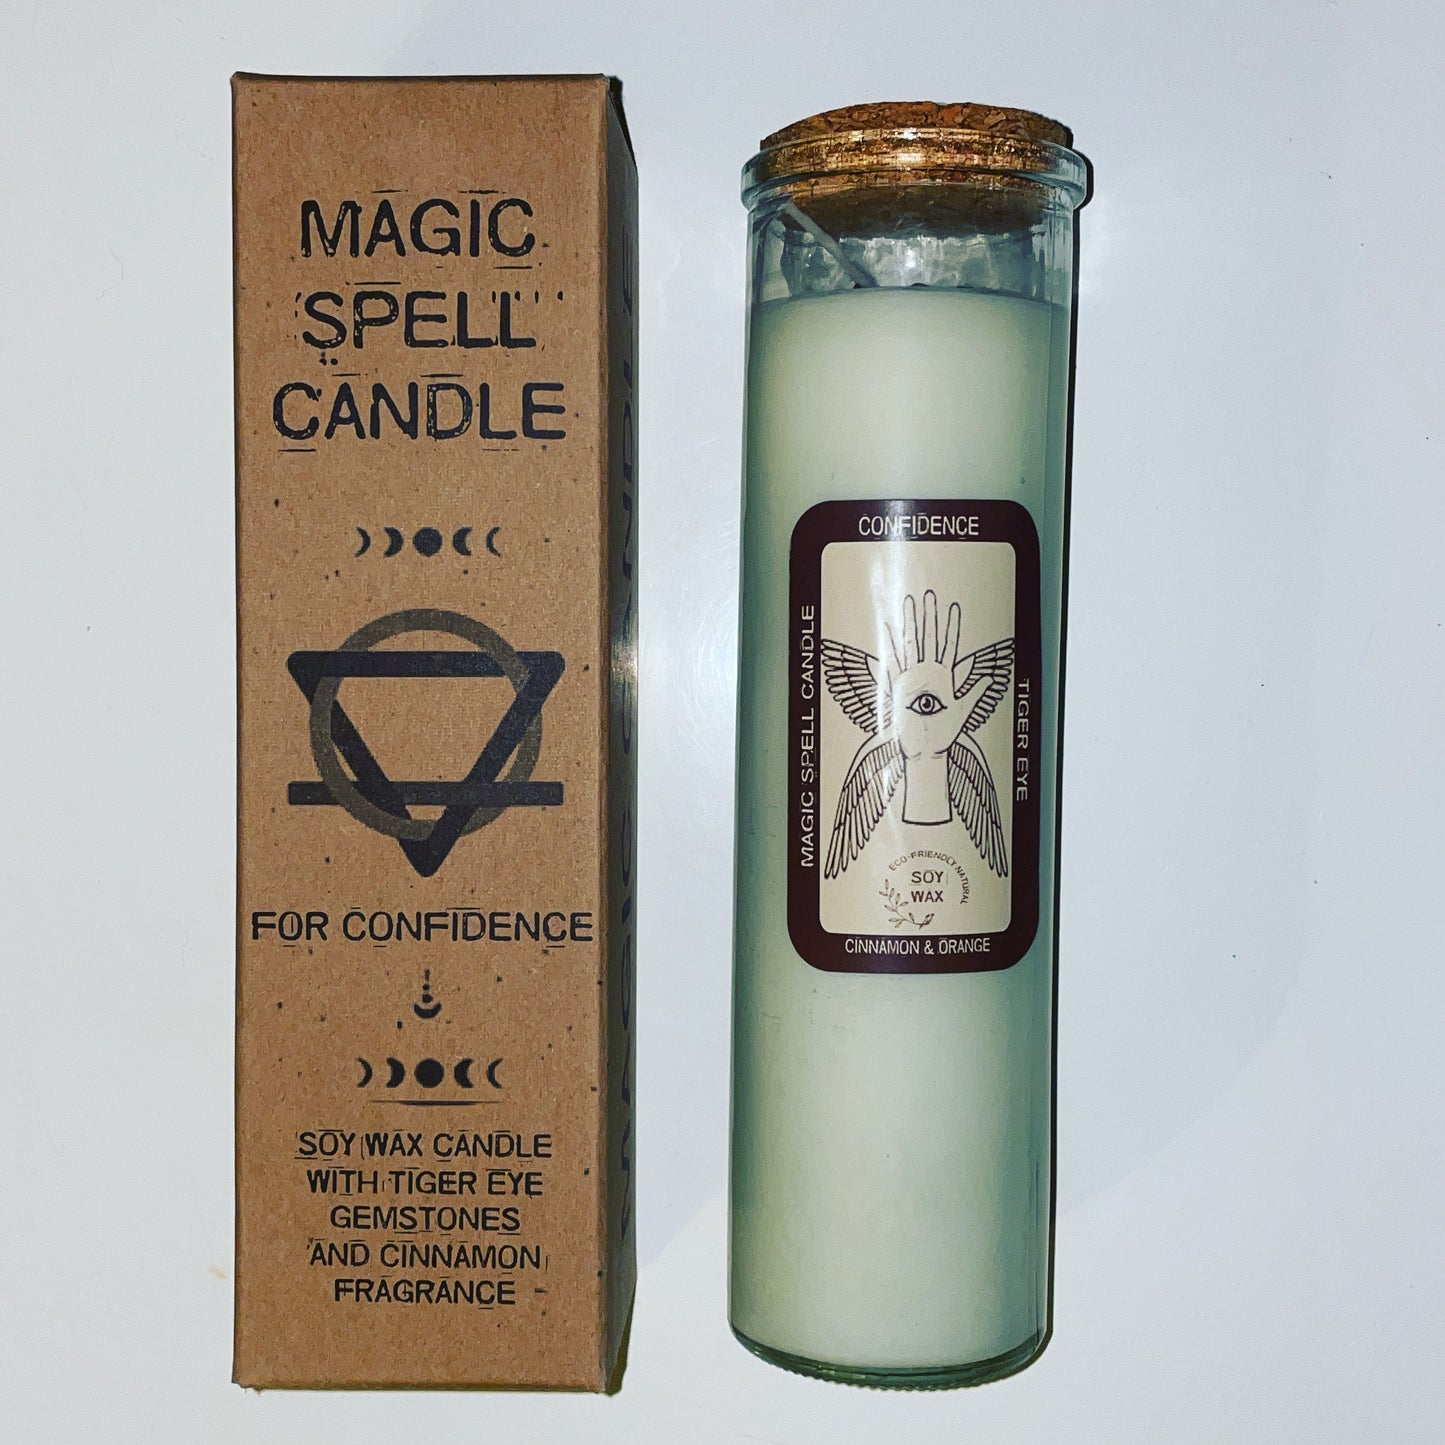 MAGIC
SPELL
CANDLE
FOR CONFIDENCE
SOY WAX CANDLE
WITH TIGER EYE
GEMSTONES
AND CINNAMON
FRAGRANCE
CONFIDENCE
MAGIC SPELL CANDLE
TIGER EYE
ECO-FRIENDLY NATURAL
SOY
WAX
CINNAMON & ORANGE